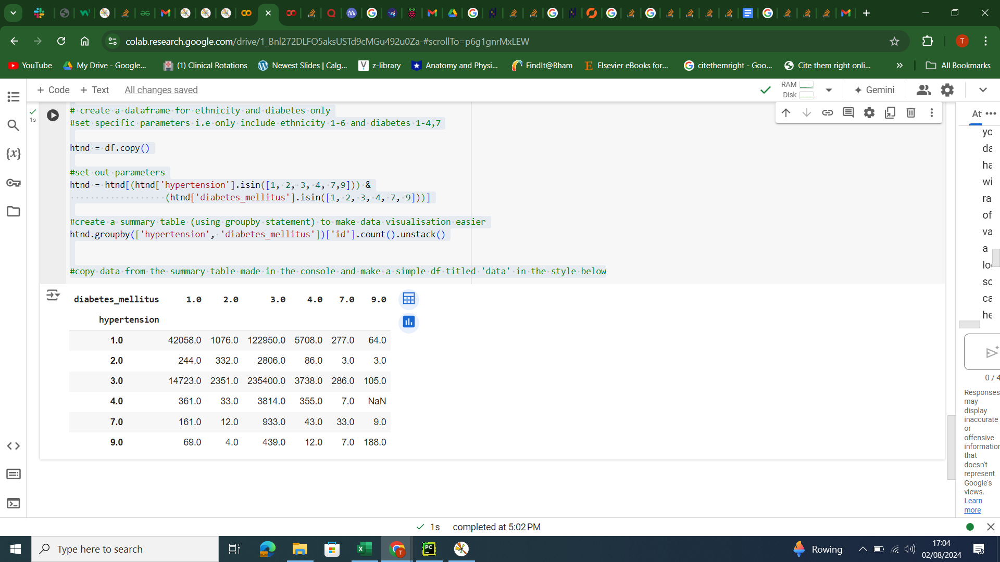 colab.research.google.com/drive/1_Bnl272DLFO5aksUSTd9cMGu492u0Za-#scrollTo=p6g1gnrMxLEW
T
YouTube My Drive - Google... (1) Clinical Rotations Newest Slides | Calg... z-library Anatomy and Physi... FindIt@Bham Elsevier eBooks for... citethemright - Goo... Cite them right onli... » All Bookmarks
+ Code + Text All changes saved RAM Disk Gemini
1s
# create a dataframe for ethnicity and diabetes only
#set specific parameters i.e only include ethnicity 1-6 and diabetes 1-4,7
htnd = df.copy()
#set out parameters
htnd = htnd[(htnd['hypertension'].isin([1, 2, 3, 4, 7,9])) &
(htnd['diabetes_mellitus'].isin([1, 2, 3, 4, 7, 9]))]
#create a summary table (using groupby statement) to make data visualisation easier
htnd.groupby(['hypertension', 'diabetes_mellitus'])['id'].count().unstack()
#copy data from the summary table made in the console and make a simple df titled 'data' in the style below
diabetes_mellitus 1.0 2.0 3.0 4.0 7.0 9.0
hypertension
1.0 42058.0 1076.0 122950.0 5708.0 277.0 64.0
2.0 244.0 332.0 2806.0 86.0 3.0 3.0
3.0 14723.0 2351.0 235400.0 3738.0 286.0 105.0
4.0 361.0 33.0 3814.0 355.0 7.0 NaN
7.0 161.0 12.0 933.0 43.0 33.0 9.0
9.0 69.0 4.0 439.0 12.0 7.0 188.0
{x}
At •••
yo
da
ha
wi
ra
of
va
a
lo
sc
ca
he
0 / 4
Responses
may
display
inaccurate
or
offensive
information
that
doesn't
represent
Google's
views.
Learn
more
1s completed at 5:02 PM
Type here to search
PC
Rowing
17:04
02/08/2024